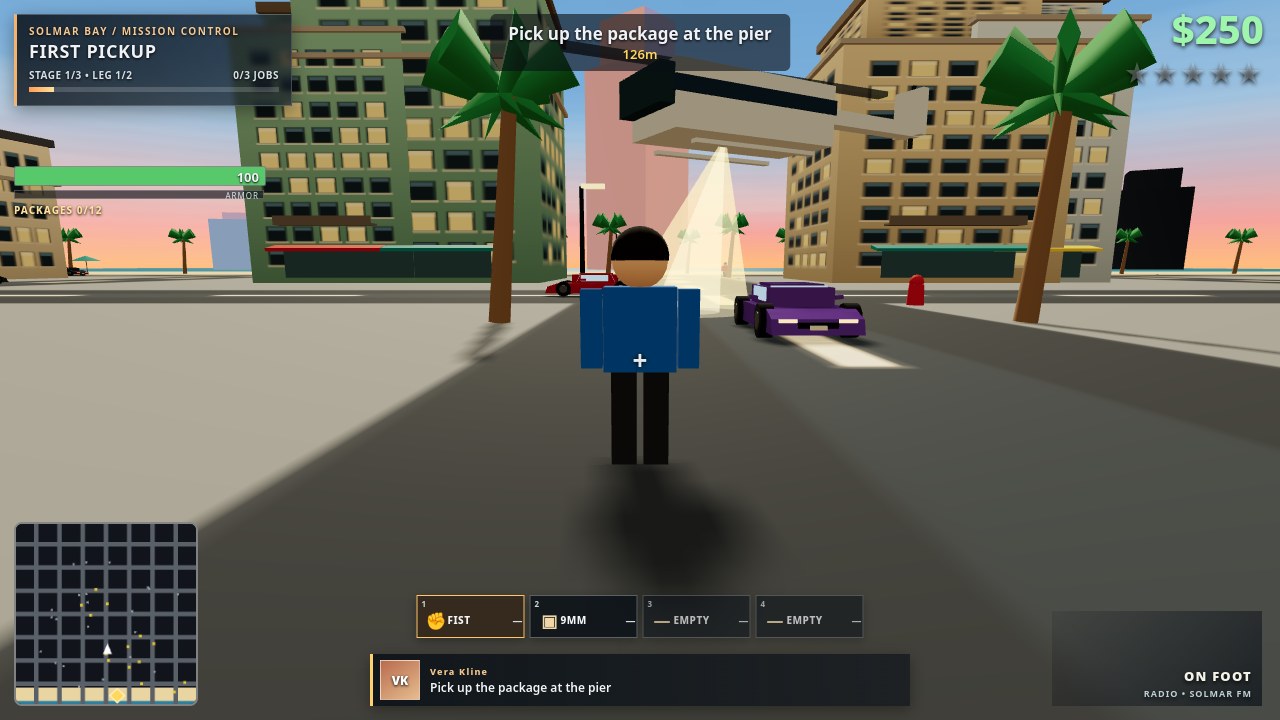 SOLMAR BAY / MISSION CONTROL
FIRST PICKUP
STAGE 1/3 • LEG 1/2 0/3 JOBS
Pick up the package at the pier
126m
$250
100
ARMOR
PACKAGES 0/12
1 FIST —
2 9MM —
3 EMPTY —
4 EMPTY —
VK
Vera Kline
Pick up the package at the pier
ON FOOT
RADIO • SOLMAR FM